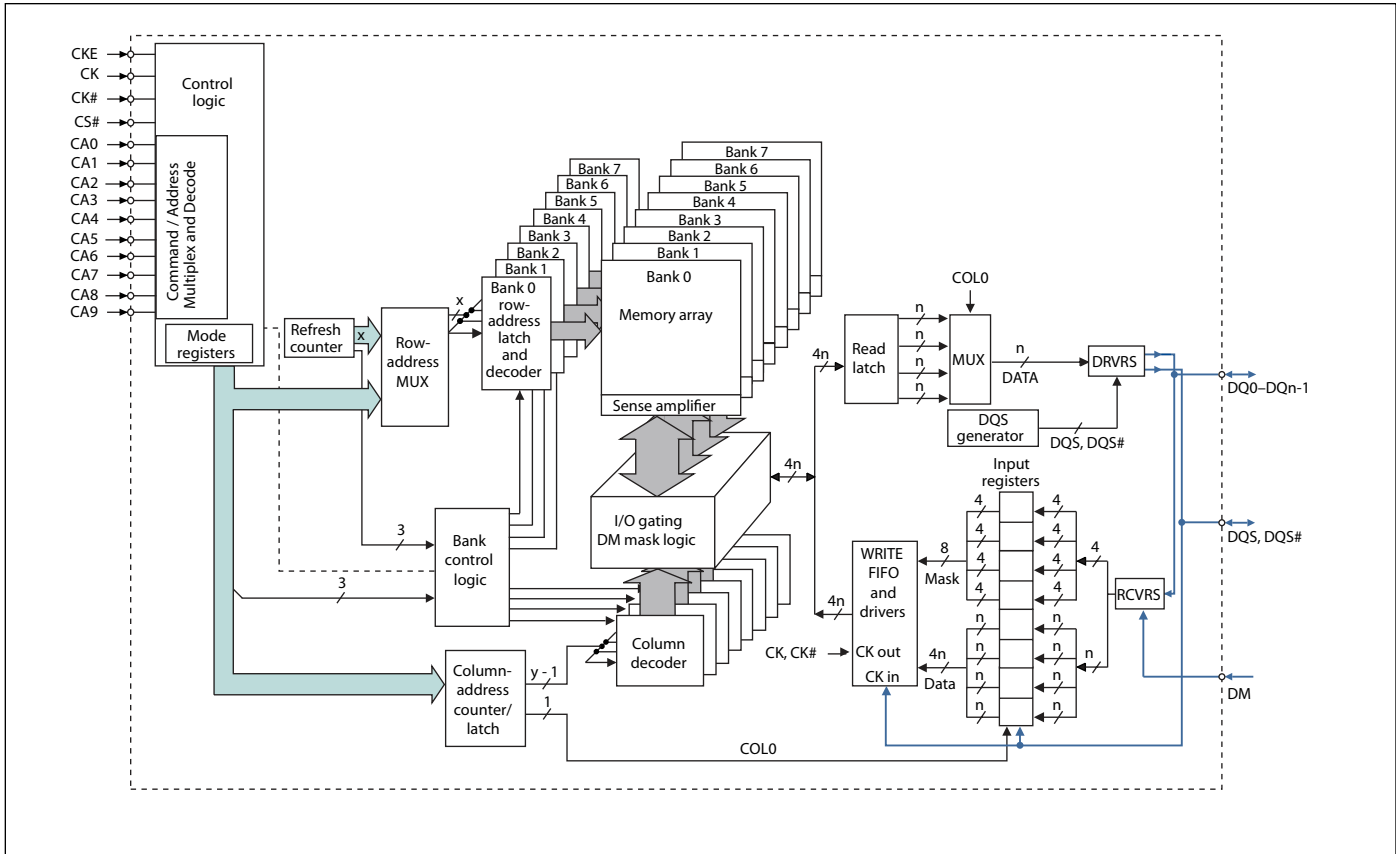 CKE
CK
CK#
CS#
CA0
CA1
CA2
CA3
CA4
CA5
CA6
CA7
CA8
CA9
Control
logic
Command / Address
Multiplex and Decode
Mode
registers
Refresh
counter
x
Row-
address
MUX
x
Bank 7
Bank 6
Bank 5
Bank 4
Bank 3
Bank 2
Bank 1
Bank 0
row-
address
latch
and
decoder
Bank 7
Bank 6
Bank 5
Bank 4
Bank 3
Bank 2
Bank 1
Bank 0
Memory array
Sense amplifier
3
3
Bank
control
logic
I/O gating
DM mask logic
Column
decoder
Column-
address
counter/
latch
y - 1
1
COL0
4n
4n
4n
Read
latch
n
n
n
n
COL0
MUX
n
DATA
DRVRS
DQS
generator
DQS, DQS#
DQ0–DQn-1
Input
registers
4
4
4
4
4
4
4
4
4
8
Mask
WRITE
FIFO
and
drivers
CK out
CK in
CK, CK#
4n
Data
n
n
n
n
n
n
n
n
n
RCVRS
DQS, DQS#
DM